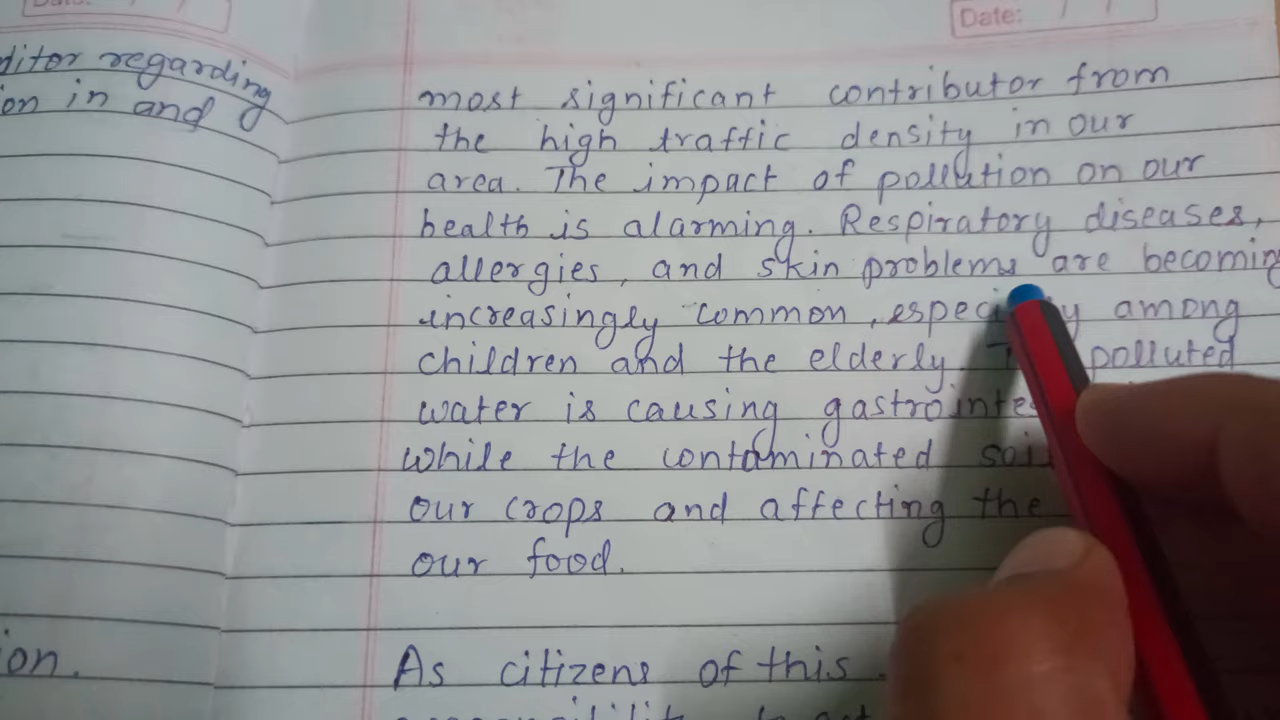 Date:
ditor regarding
on in and
ion.
Date: / /
most significant contributor from
the high traffic density in our
area. The impact of pollution on our
health is alarming. Respiratory diseases,
allergies, and skin problems are becoming
increasingly common, among
children and the elderly. polluted
water is causing
while the contaminated
our crops and affecting the
our food.
As citizens of this